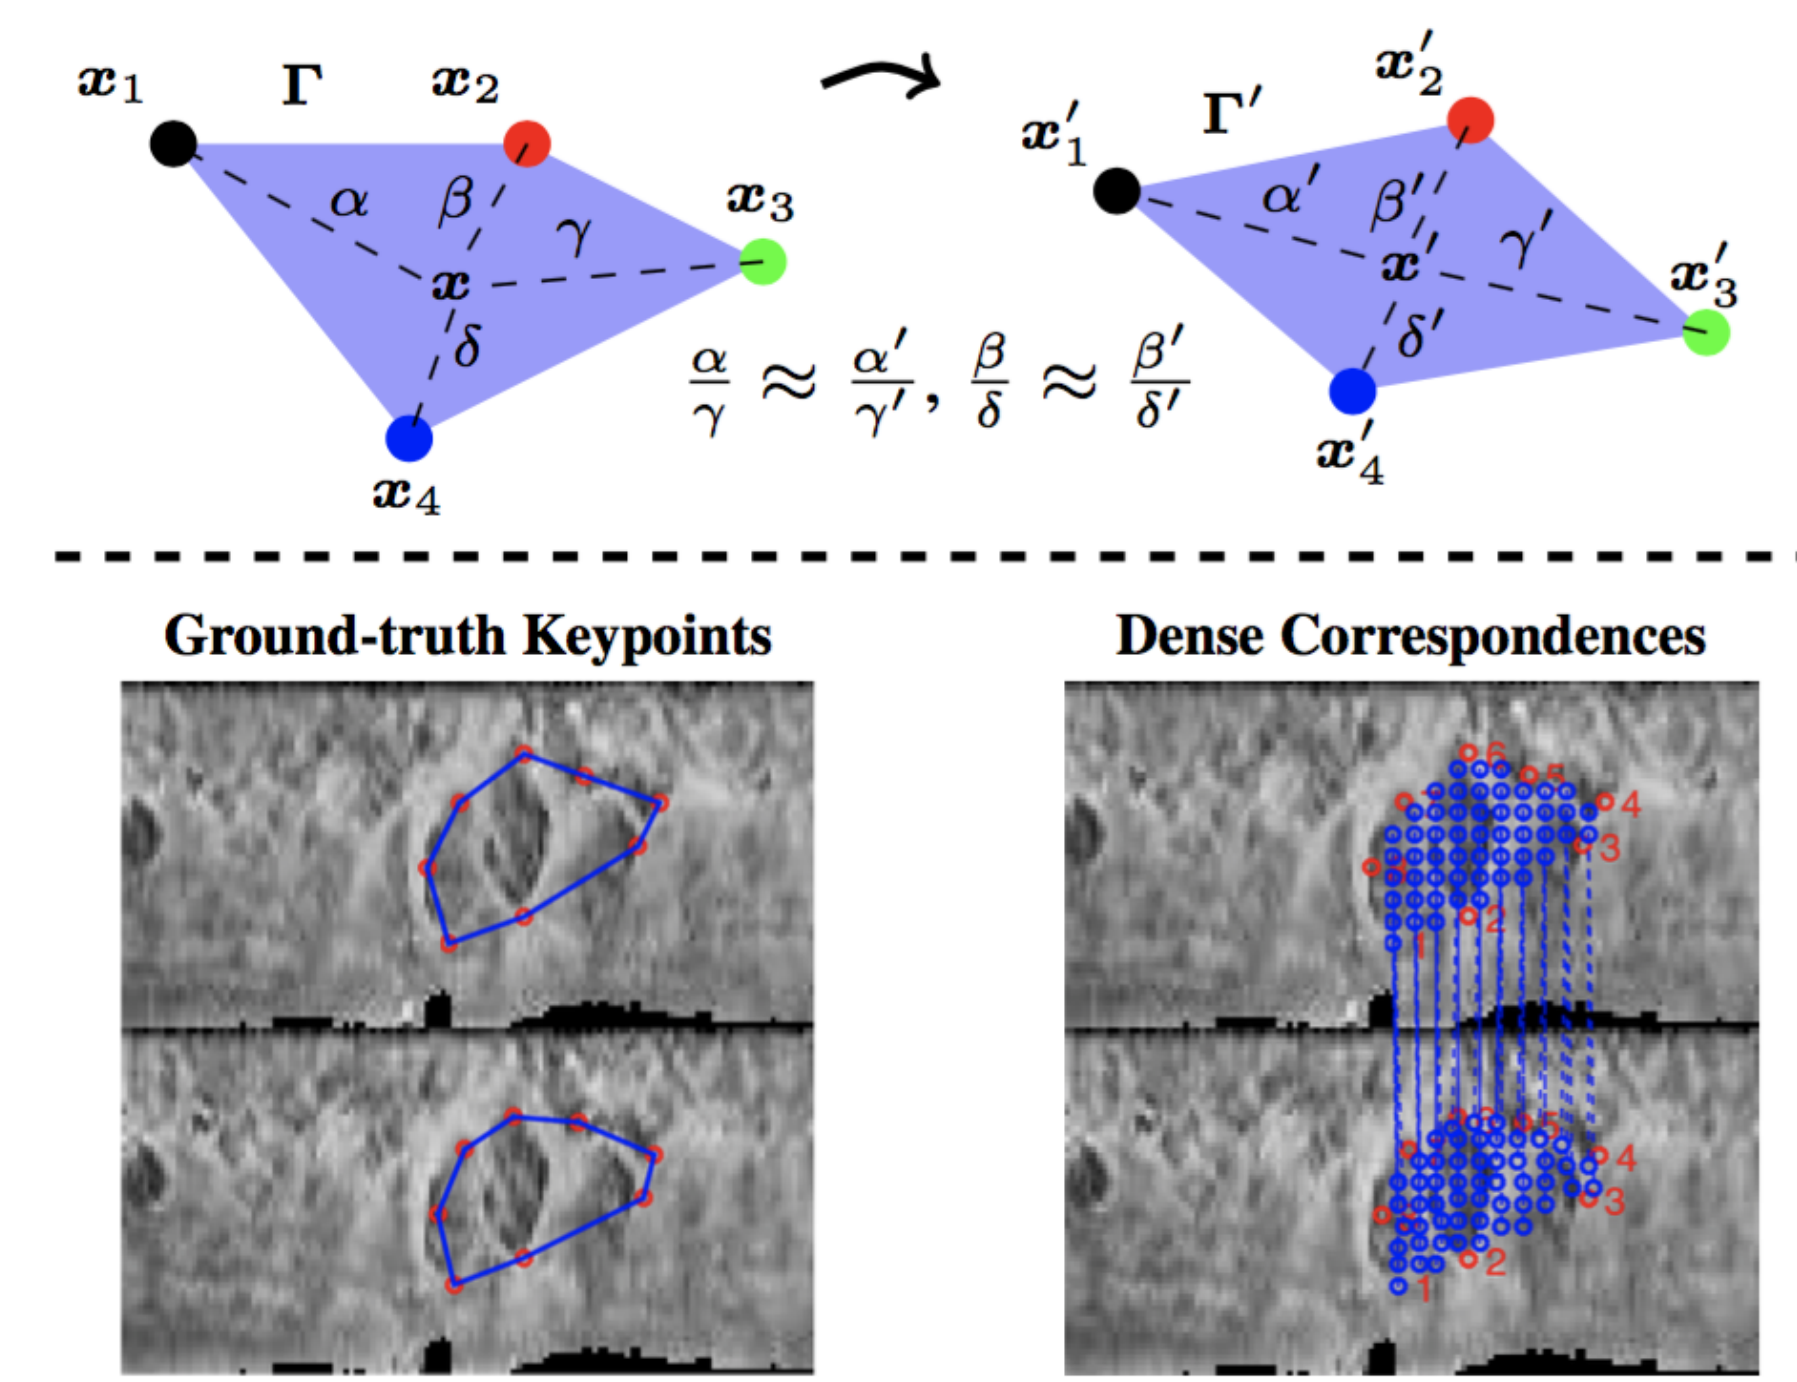 x₁ Γ x₂
x₃
α β γ
x
δ
x₄
x′₁ Γ′ x′₂
x′₃
α′ β′ γ′
x′
δ′
x′₄
α/γ ≈ α′/γ′, β/δ ≈ β′/δ′
Ground-truth Keypoints
Dense Correspondences
6
5
4
3
2
1
5
4
3
2
1